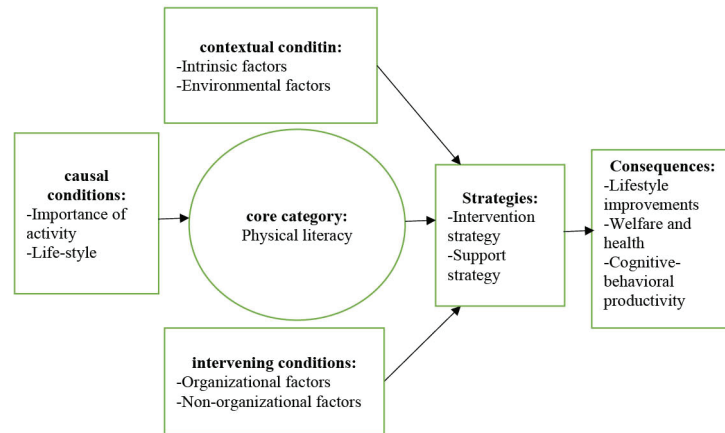 contextual conditin:
-Intrinsic factors
-Environmental factors
causal
conditions:
-Importance of
activity
-Life-style
core category:
Physical literacy
Strategies:
-Intervention
strategy
-Support
strategy
Consequences:
-Lifestyle
improvements
-Welfare and
health
-Cognitive-
behavioral
productivity
intervening conditions:
-Organizational factors
-Non-organizational factors